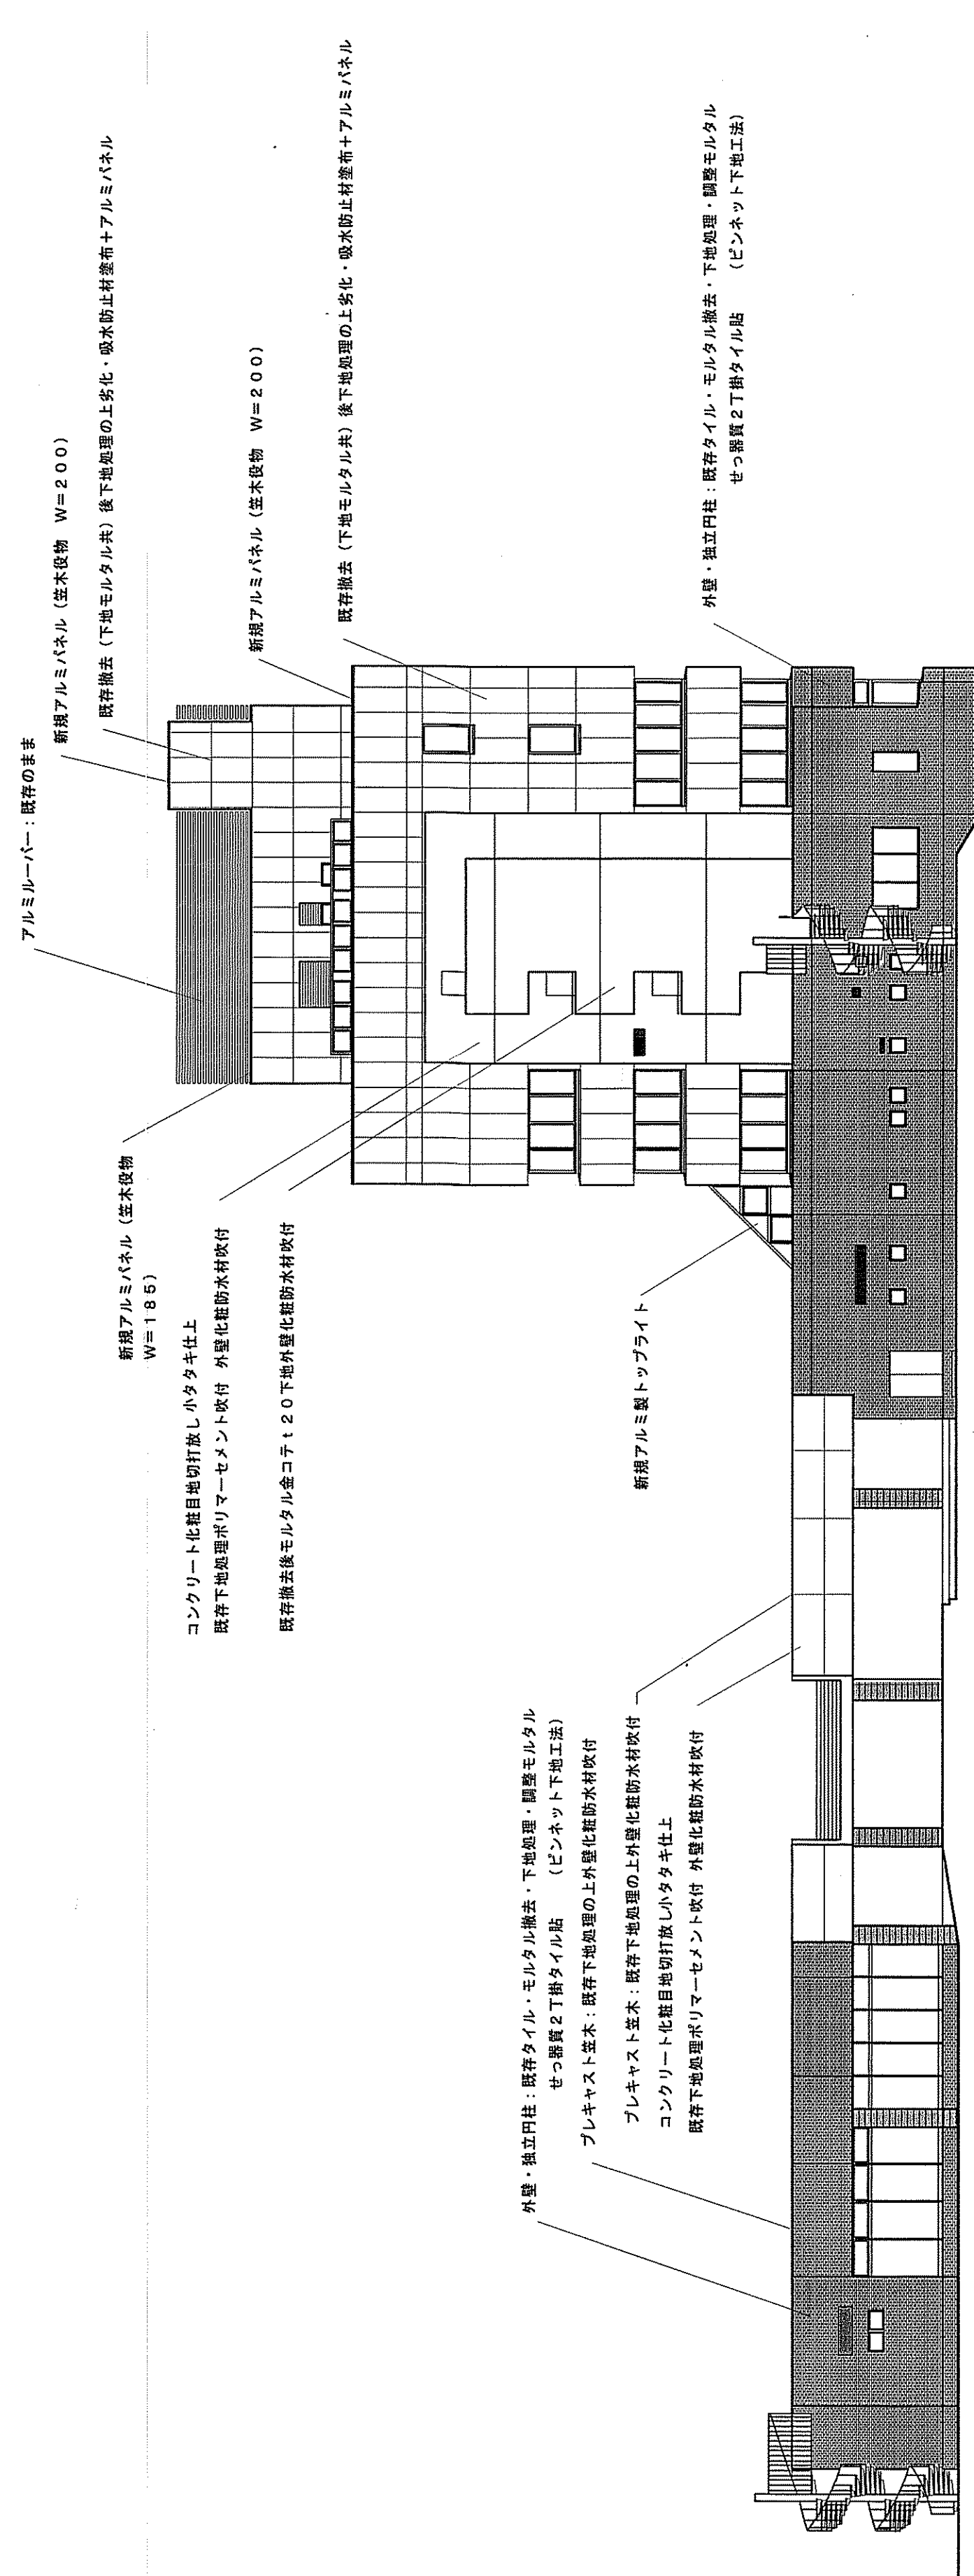 アルミルーバー：既存のまま
新規アルミパネル（笠木役物　W＝２００）
既存撤去（下地モルタル共）後下地処理の上劣化・吸水防止材塗布＋アルミパネル
新規アルミパネル（笠木役物　W＝２００）
既存撤去（下地モルタル共）後下地処理の上劣化・吸水防止材塗布＋アルミパネル
外壁・独立円柱：既存タイル・モルタル撤去・下地処理・調整モルタル
せっ器質２丁掛タイル貼　　（ピンネット下地工法）
新規アルミパネル（笠木役物
W＝１８５）
コンクリート化粧目地切打放し小タタキ仕上
既存下地処理ポリマーセメント吹付　外壁化粧防水材吹付
既存撤去後モルタル金コテｔ２０下地外壁化粧防水材吹付
新規アルミ製トップライト
外壁・独立円柱：既存タイル・モルタル撤去・下地処理・調整モルタル
せっ器質２丁掛タイル貼　　（ピンネット下地工法）
プレキャスト笠木：既存下地処理の上外壁化粧防水材吹付
プレキャスト笠木：既存下地処理の上外壁化粧防水材吹付
コンクリート化粧目地切打放し小タタキ仕上
既存下地処理ポリマーセメント吹付　外壁化粧防水材吹付